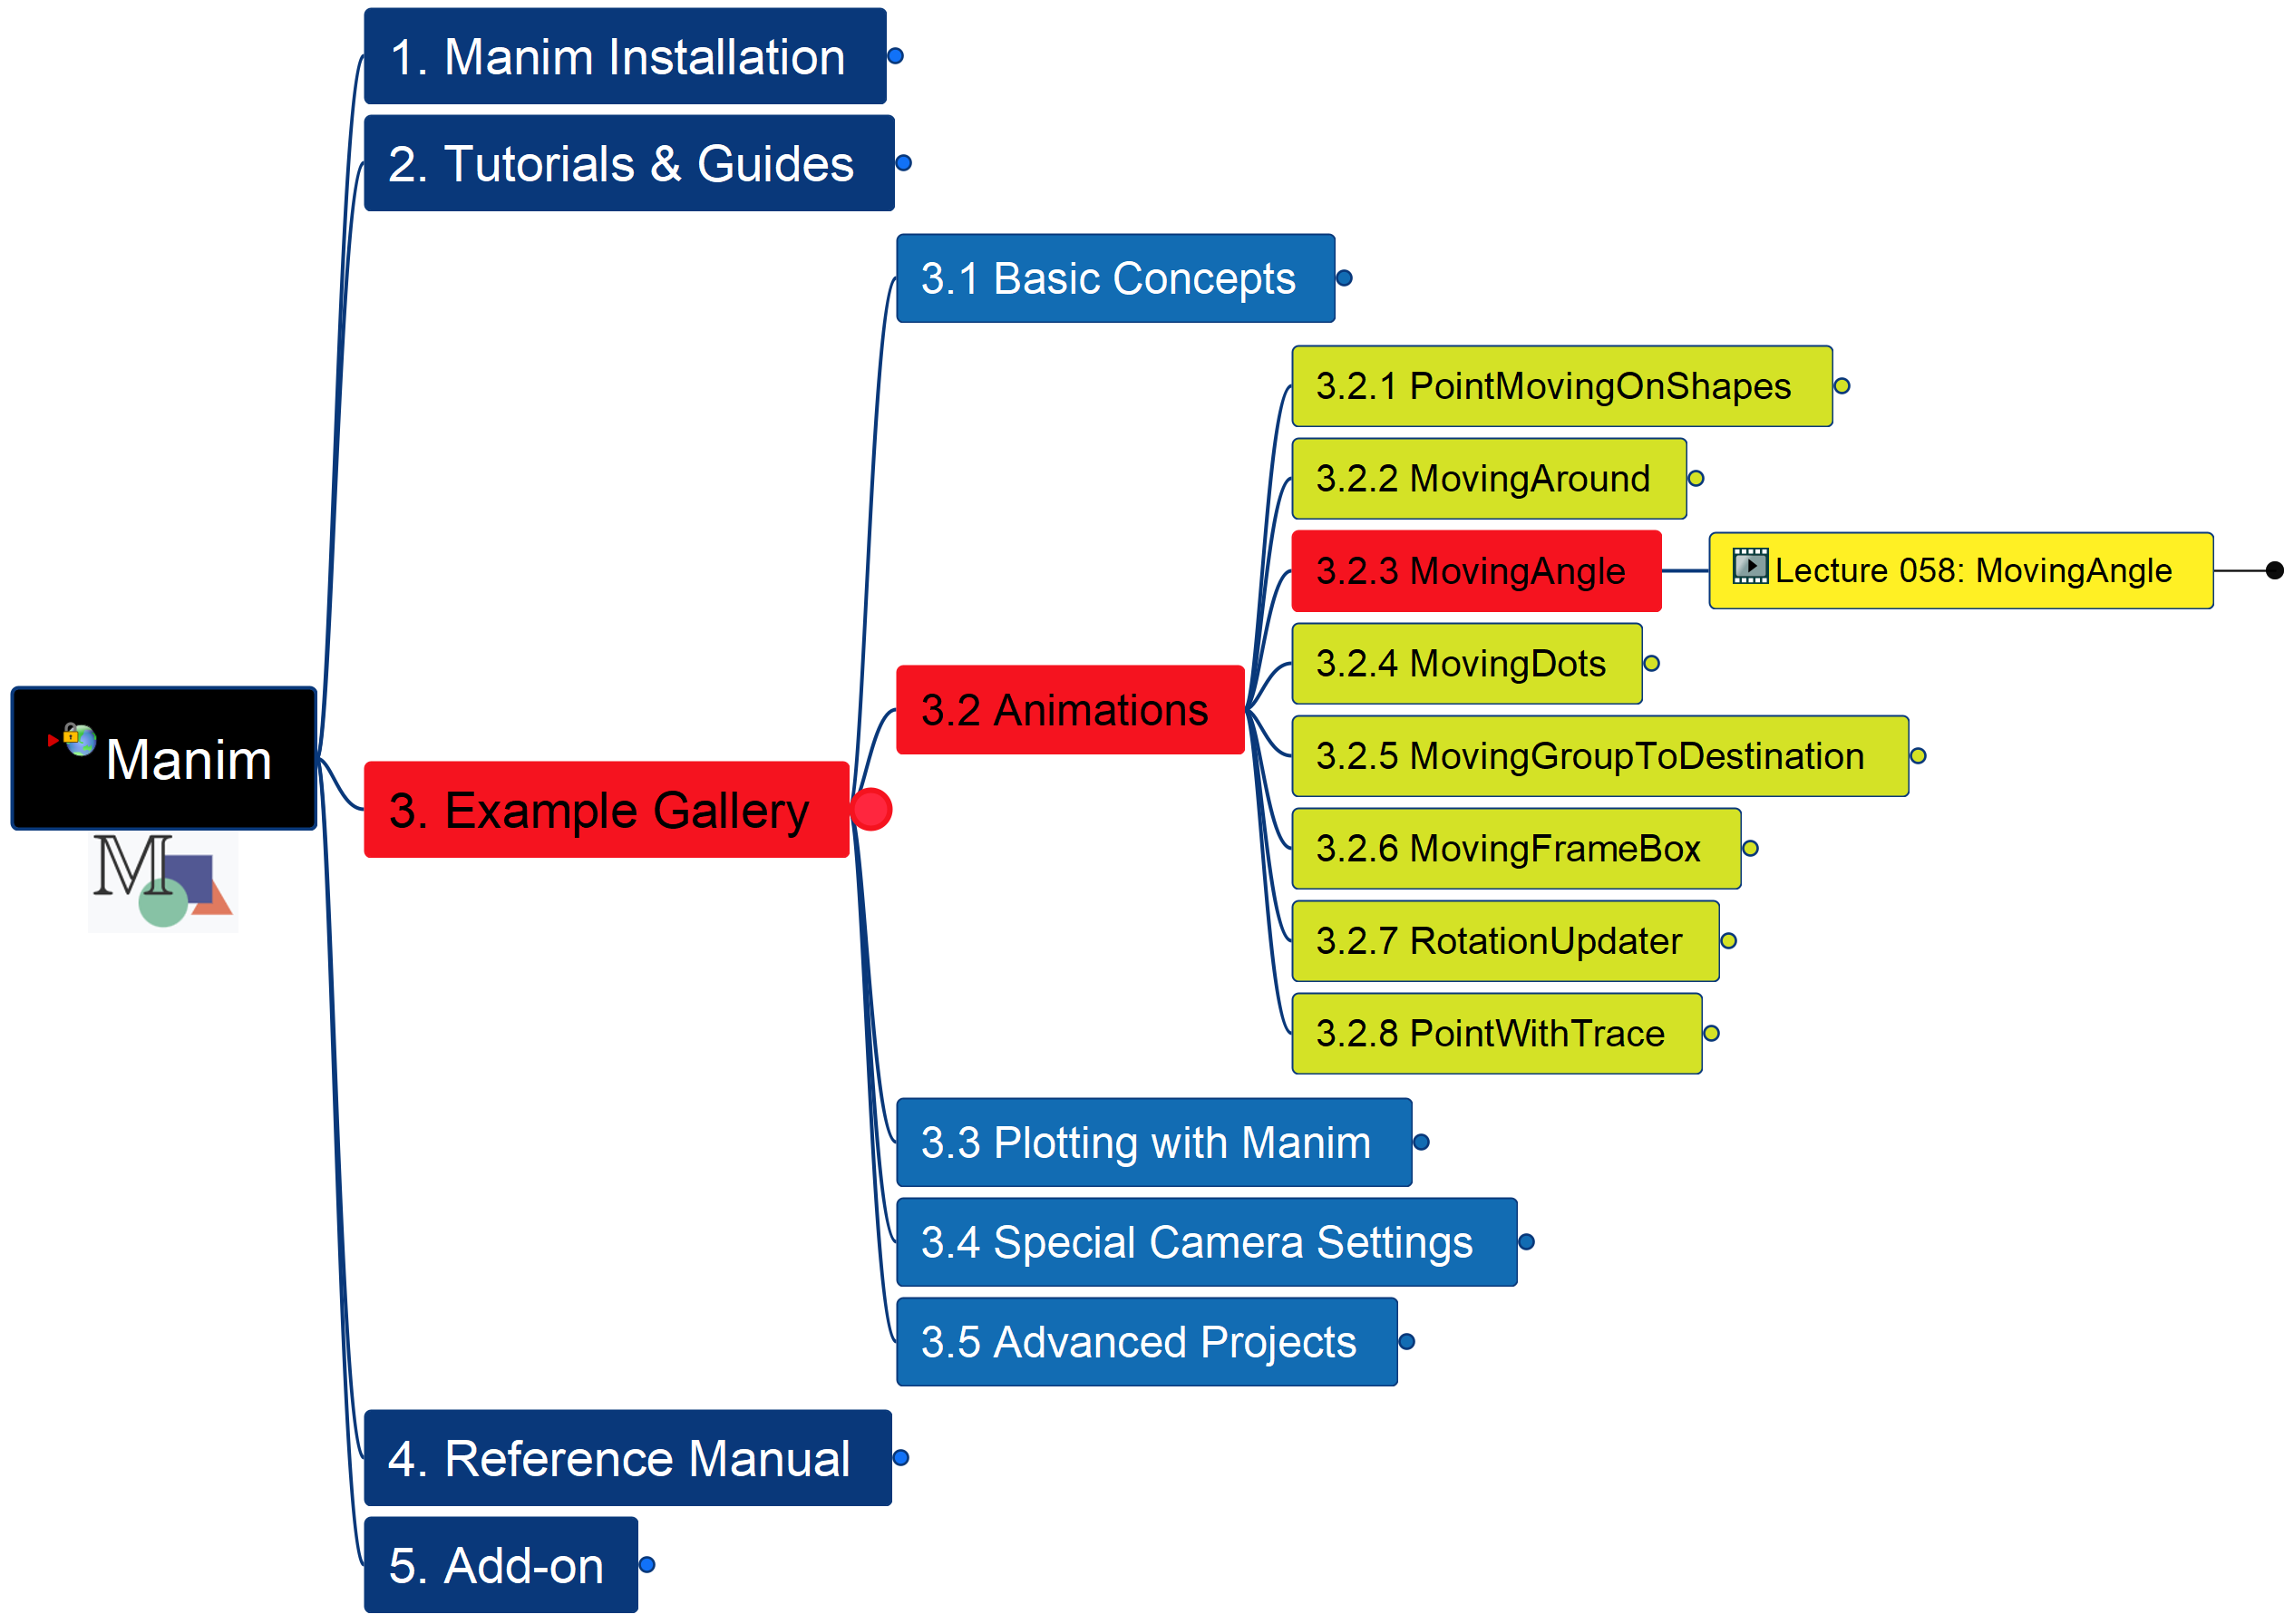 1. Manim Installation
2. Tutorials & Guides
3.1 Basic Concepts
3.2.1 PointMovingOnShapes
3.2.2 MovingAround
3.2.3 MovingAngle
Lecture 058: MovingAngle
3.2.4 MovingDots
3.2 Animations
3.2.5 MovingGroupToDestination
Manim
3. Example Gallery
3.2.6 MovingFrameBox
M
3.2.7 RotationUpdater
3.2.8 PointWithTrace
3.3 Plotting with Manim
3.4 Special Camera Settings
3.5 Advanced Projects
4. Reference Manual
5. Add-on